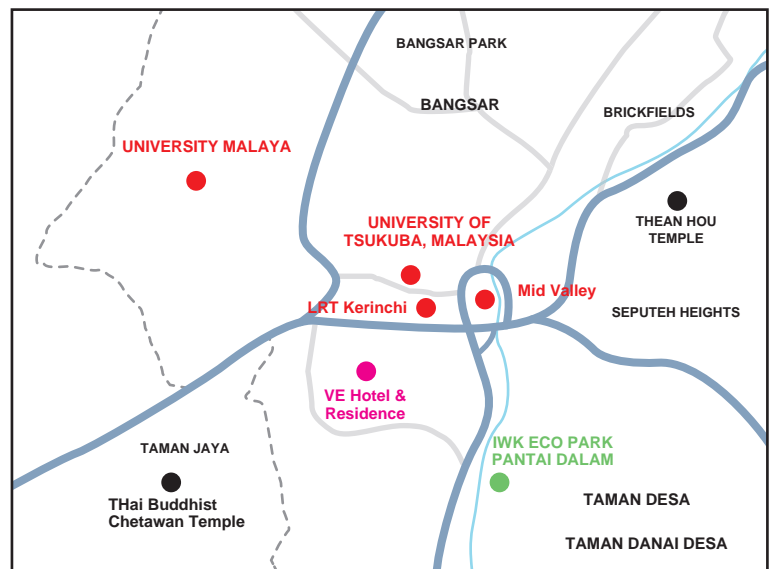 BANGSAR PARK
BANGSAR
BRICKFIELDS
UNIVERSITY MALAYA
UNIVERSITY OF
TSUKUBA, MALAYSIA
THEAN HOU
TEMPLE
Mid Valley
LRT Kerinchi
SEPUTEH HEIGHTS
VE Hotel &
Residence
TAMAN JAYA
IWK ECO PARK
PANTAI DALAM
THai Buddhist
Chetawan Temple
TAMAN DESA
TAMAN DANAI DESA